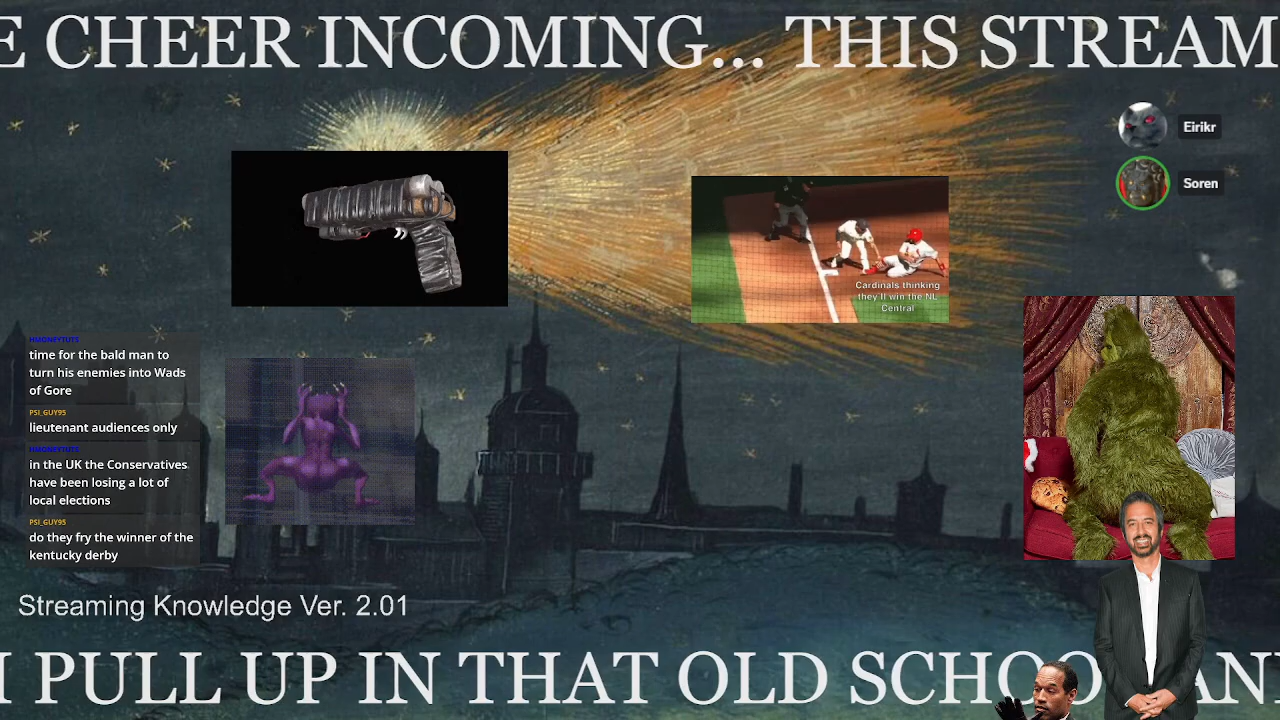 E CHEER INCOMING... THIS STREAM
Eirikr
Soren
Cardinals thinking
they'll win the NL
Central
time for the bald man to
turn his enemies into Wads
of Gore
PSI_GUY95
lieutenant audiences only
in the UK the Conservatives
have been losing a lot of
local elections
PSI_GUY95
do they fry the winner of the
kentucky derby
Streaming Knowledge Ver. 2.01
PULL UP IN THAT OLD SCHOO